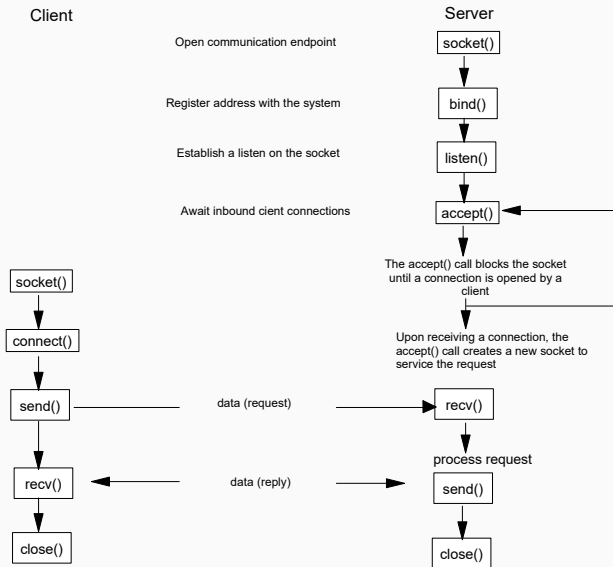 Client
Server
Open communication endpoint
socket()
Register address with the system
bind()
Establish a listen on the socket
listen()
Await inbound cient connections
accept()
The accept() call blocks the socket
until a connection is opened by a
client
socket()
Upon receiving a connection, the
accept() call creates a new socket to
service the request
connect()
send()
data (request)
recv()
process request
recv()
data (reply)
send()
close()
close()